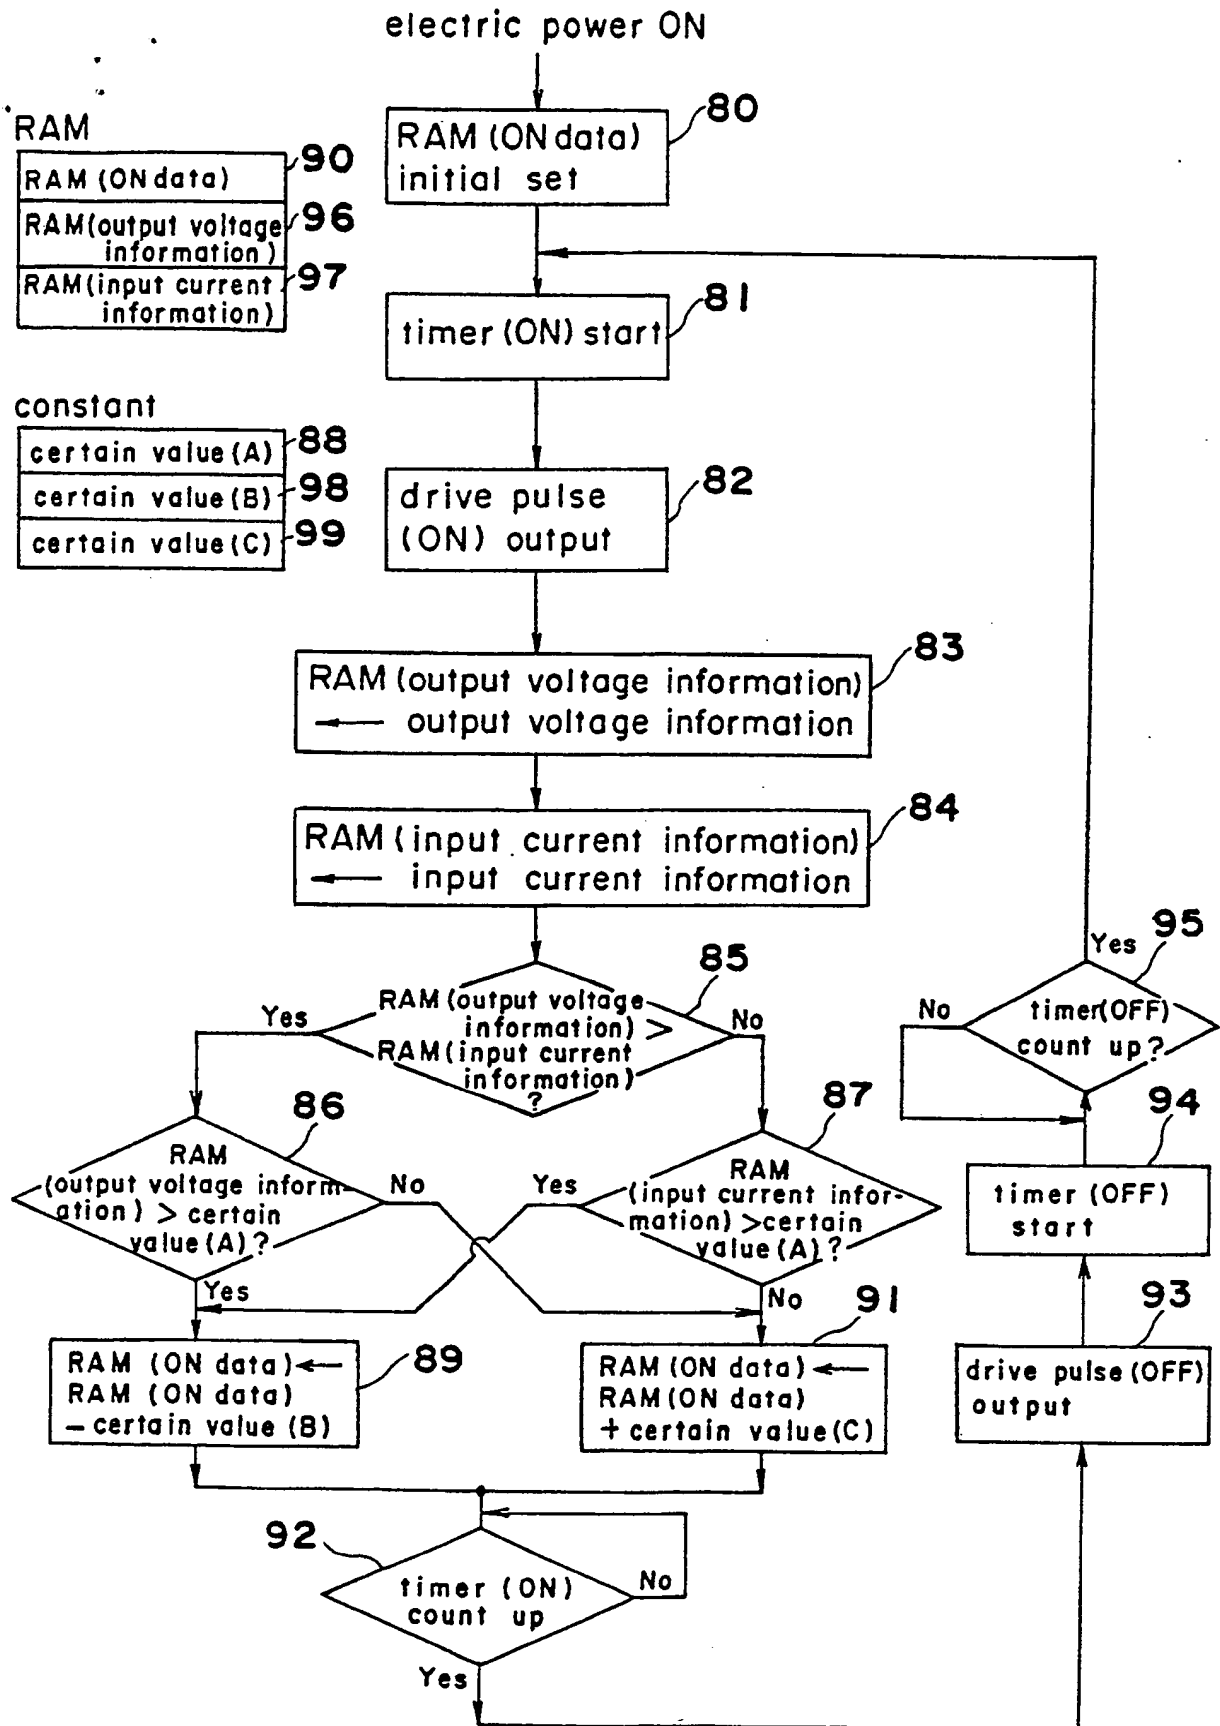 electric power ON
80
RAM (ON data)
initial set
RAM
90
RAM (ON data)
96
RAM (output voltage
information)
97
RAM (input current
information)
81
timer (ON) start
constant
88
certain value (A)
98
certain value (B)
99
certain value (C)
82
drive pulse
(ON) output
83
RAM (output voltage information)
← output voltage information
84
RAM (input current information)
← input current information
85
RAM (output voltage
information) >
RAM (input current
information)
?
Yes
No
95
Yes
No
timer (OFF)
count up?
86
RAM
(output voltage inform-
ation) > certain
value (A)?
No
Yes
87
RAM
(input current infor-
mation) > certain
value (A)?
Yes
No
94
timer (OFF)
start
89
RAM (ON data) ←
RAM (ON data)
- certain value (B)
91
RAM (ON data) ←
RAM (ON data)
+ certain value (C)
93
drive pulse (OFF)
output
92
timer (ON)
count up
No
Yes